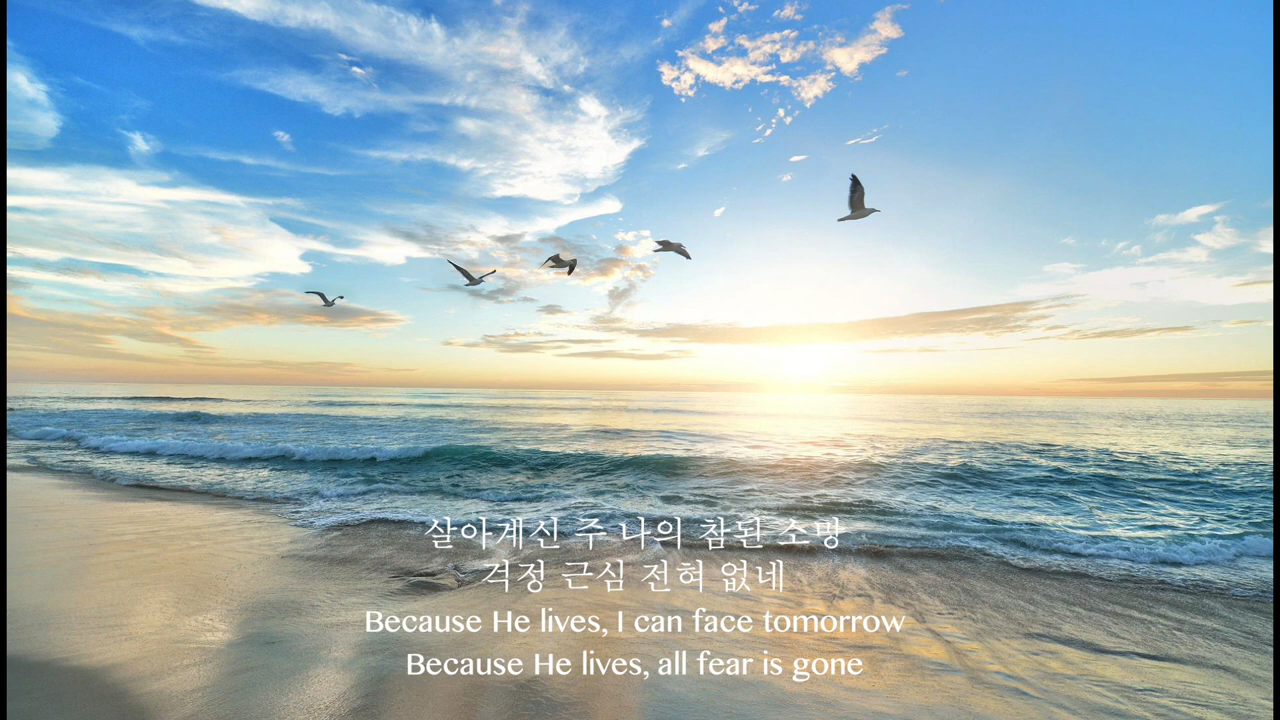 살아계신 주 나의 참된 소망
걱정 근심 전혀 없네
Because He lives, I can face tomorrow
Because He lives, all fear is gone